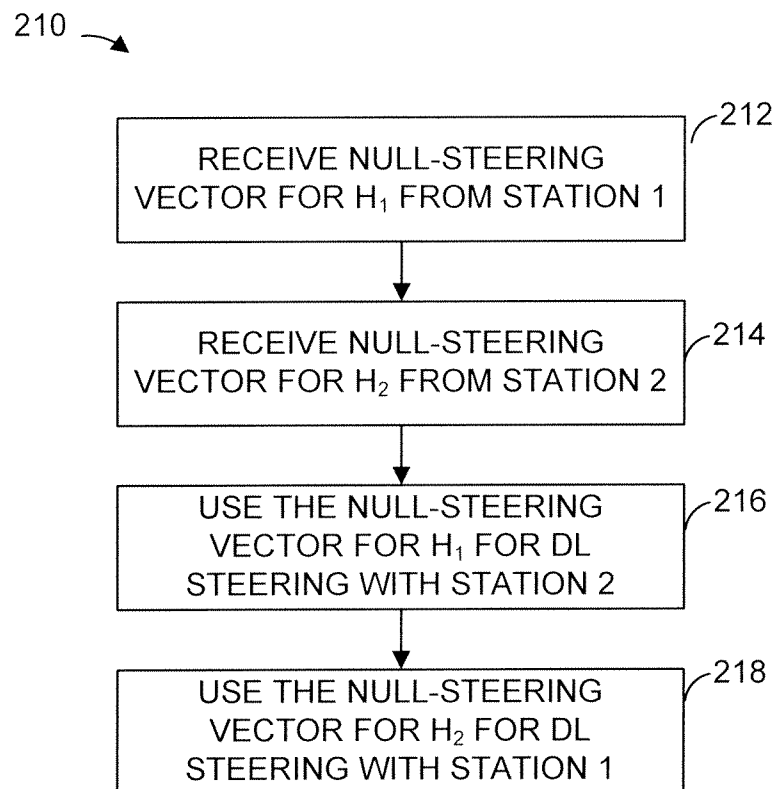 210
212
RECEIVE NULL-STEERING
VECTOR FOR H₁ FROM STATION 1
214
RECEIVE NULL-STEERING
VECTOR FOR H₂ FROM STATION 2
216
USE THE NULL-STEERING
VECTOR FOR H₁ FOR DL
STEERING WITH STATION 2
218
USE THE NULL-STEERING
VECTOR FOR H₂ FOR DL
STEERING WITH STATION 1